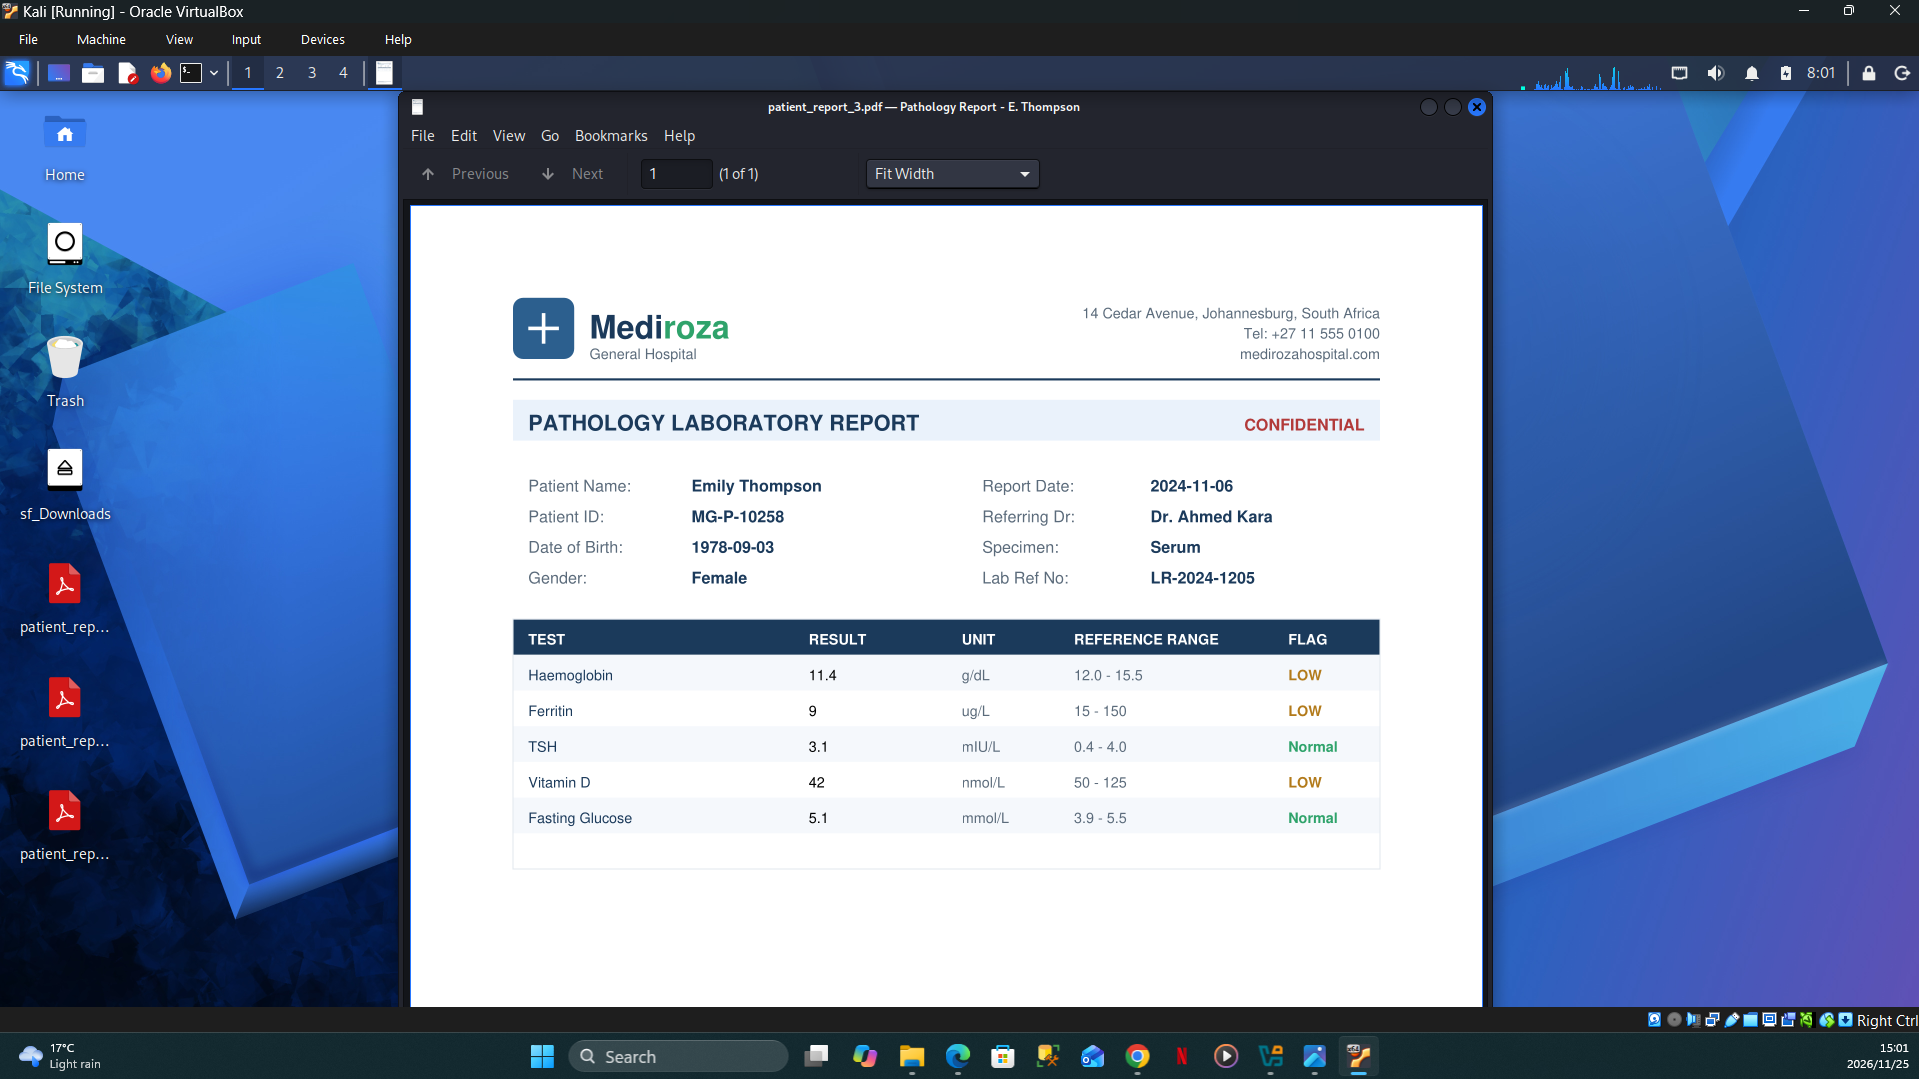 Kali [Running] - Oracle VirtualBox
File Machine View Input Devices Help
1 2 3 4 8:01
patient_report_3.pdf — Pathology Report - E. Thompson
File Edit View Go Bookmarks Help
Previous Next 1 (1 of 1) Fit Width
Home
File System
Trash
sf_Downloads
patient_rep...
patient_rep...
patient_rep...
Mediroza
General Hospital
14 Cedar Avenue, Johannesburg, South Africa
Tel: +27 11 555 0100
medirozahospital.com
PATHOLOGY LABORATORY REPORT CONFIDENTIAL
Patient Name: Emily Thompson Report Date: 2024-11-06
Patient ID: MG-P-10258 Referring Dr: Dr. Ahmed Kara
Date of Birth: 1978-09-03 Specimen: Serum
Gender: Female Lab Ref No: LR-2024-1205
TEST RESULT UNIT REFERENCE RANGE FLAG
Haemoglobin 11.4 g/dL 12.0 - 15.5 LOW
Ferritin 9 ug/L 15 - 150 LOW
TSH 3.1 mIU/L 0.4 - 4.0 Normal
Vitamin D 42 nmol/L 50 - 125 LOW
Fasting Glucose 5.1 mmol/L 3.9 - 5.5 Normal
Right Ctrl
17°C
Light rain
Search
15:01
2026/11/25